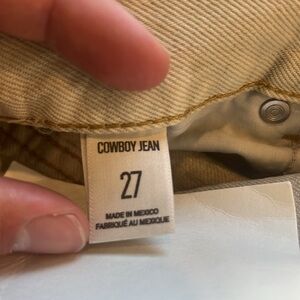 COWBOY JEAN
27
MADE IN MEXICO
FABRIQUÉ AU MEXIQUE